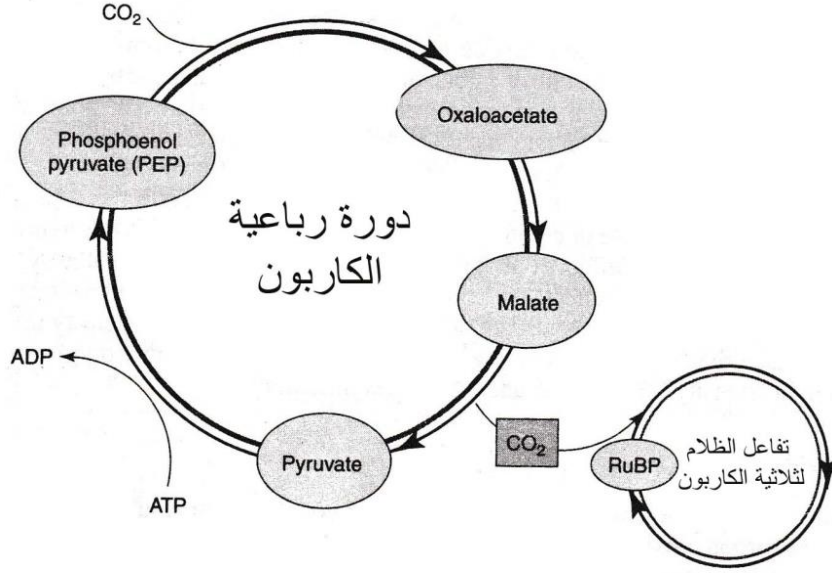 CO₂
Phosphoenol
pyruvate (PEP)
Oxaloacetate
دورة رباعية
الكاربون
Malate
ADP
ATP
Pyruvate
CO₂
RuBP
تفاعل الظلام
لثلاثية الكاربون